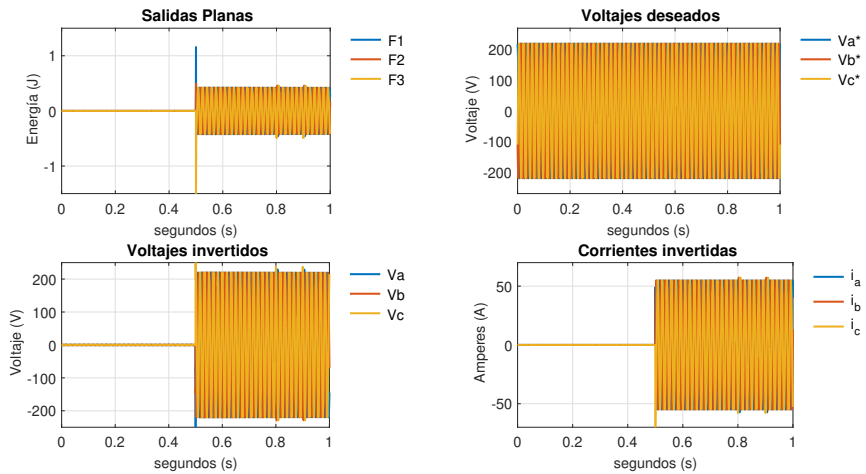 Salidas Planas
1
0
-1
Energía (J)
0 0.2 0.4 0.6 0.8 1
segundos (s)
F1
F2
F3
Voltajes deseados
200
100
0
-100
-200
Voltaje (V)
0 0.2 0.4 0.6 0.8 1
segundos (s)
Va*
Vb*
Vc*
Voltajes invertidos
200
100
0
-100
-200
Voltaje (V)
0 0.2 0.4 0.6 0.8 1
segundos (s)
Va
Vb
Vc
Corrientes invertidas
50
0
-50
Amperes (A)
0 0.2 0.4 0.6 0.8 1
segundos (s)
i_a
i_b
i_c